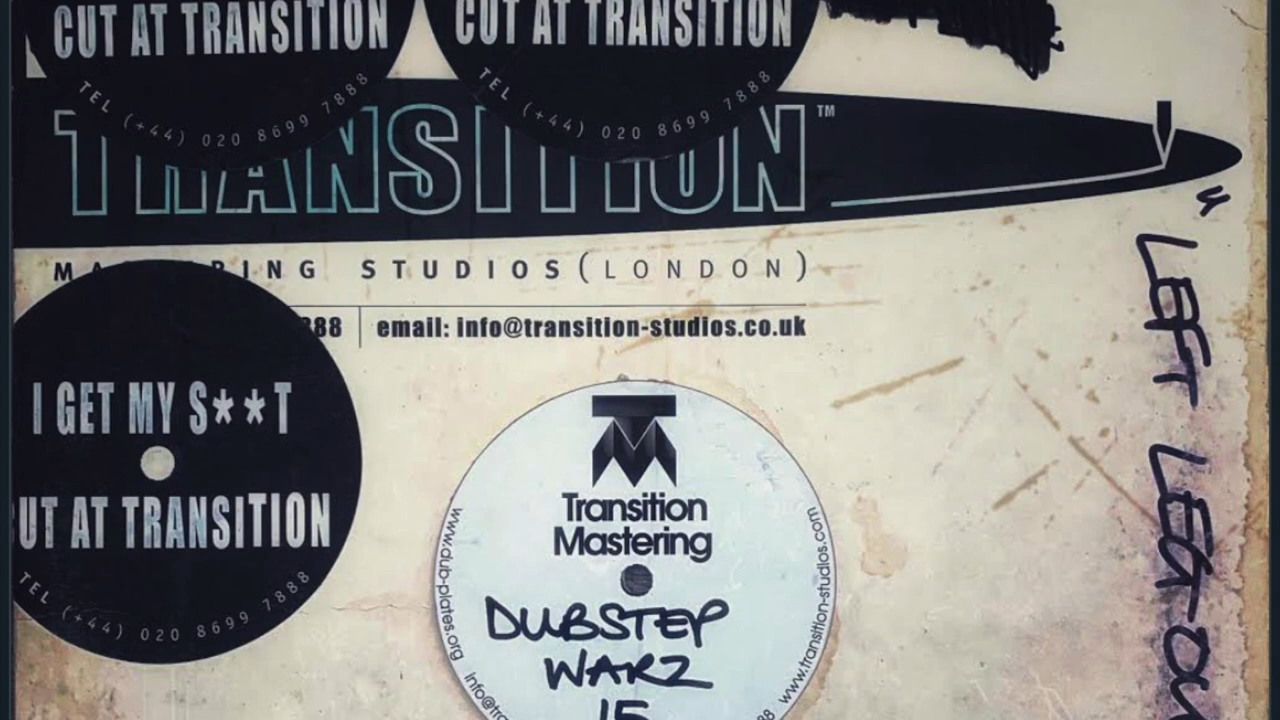 CUT AT TRANSITION
TEL (+44) 020 8699 7888
CUT AT TRANSITION
TEL (+44) 020 8699 7888
TRANSITION™
STUDIOS (LONDON)
email: info@transition-studios.co.uk
I GET MY S**T
CUT AT TRANSITION
TEL (+44) 020 8699 7888
Transition
Mastering
www.dub-plates.org
www.transition-studios.com
DUBSTEP
WARZ
15
" LEFT LEG